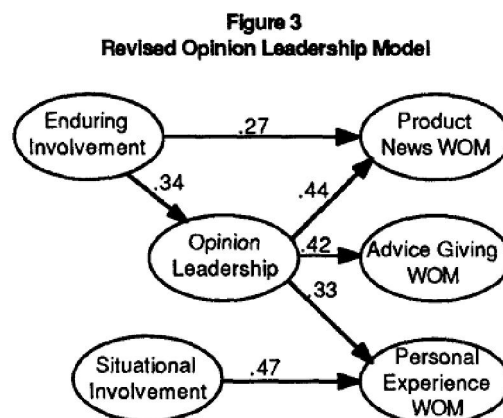 Figure 3
Revised Opinion Leadership Model
Enduring
Involvement
.27
Product
News WOM
.34
.44
Opinion
Leadership
.42
Advice Giving
WOM
.33
Situational
Involvement
.47
Personal
Experience
WOM